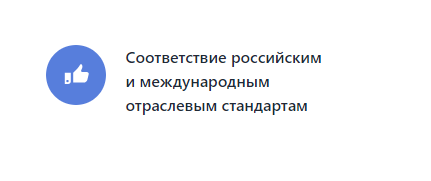 Соответствие российским
и международным
отраслевым стандартам